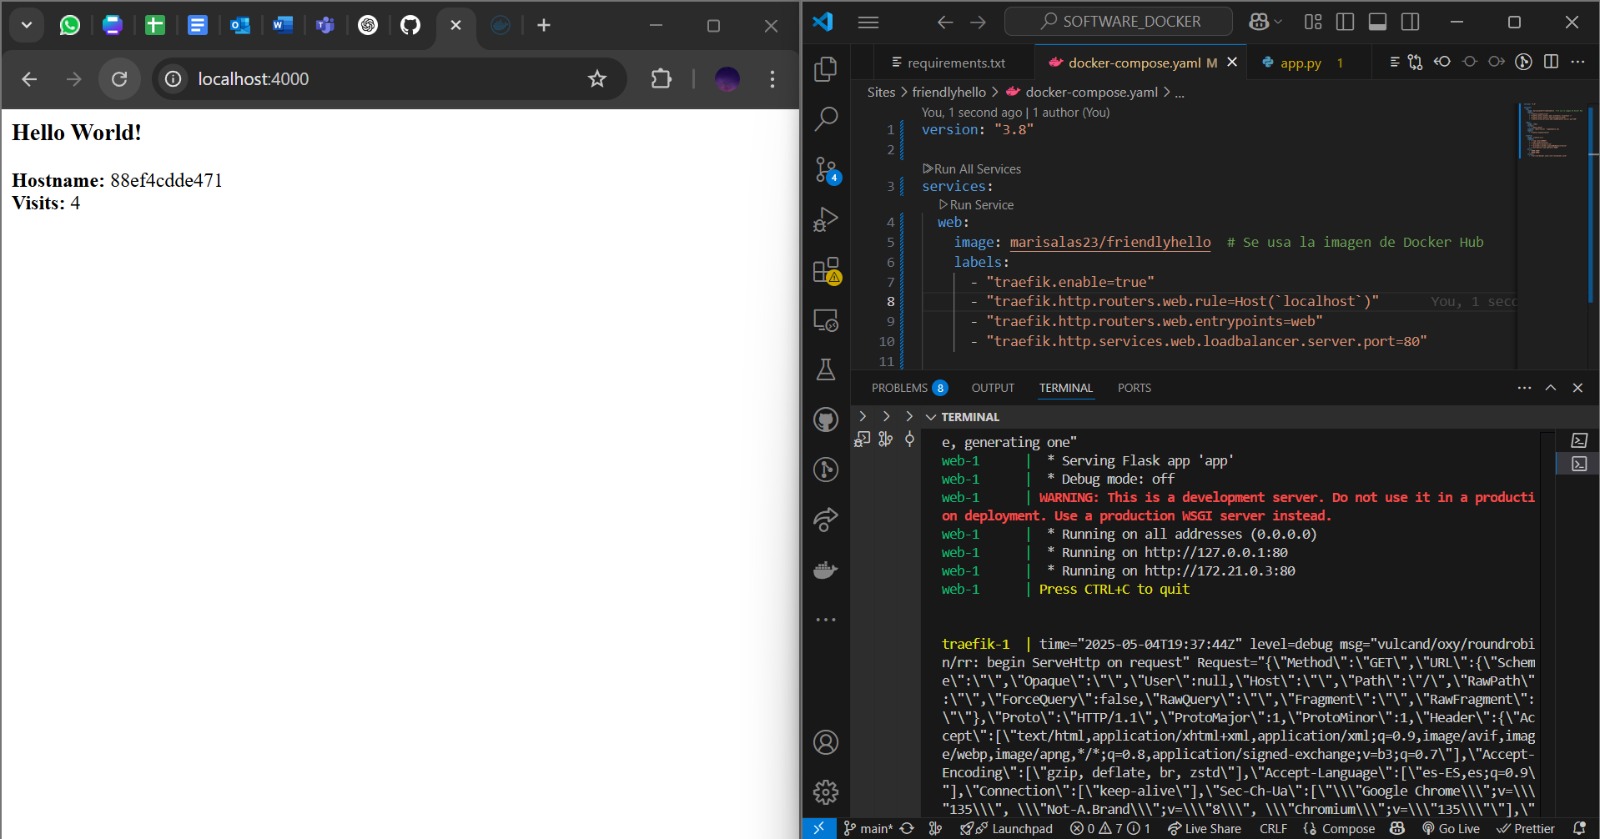 localhost:4000
Hello World!
Hostname: 88ef4cdde471
Visits: 4
SOFTWARE_DOCKER
requirements.txt
docker-compose.yaml M
app.py 1
Sites > friendlyhello > docker-compose.yaml > ...
You, 1 second ago | 1 author (You)
1 version: "3.8"
2
Run All Services
3 services:
Run Service
4 web:
5 image: marisalas23/friendlyhello # Se usa la imagen de Docker Hub
6 labels:
7 - "traefik.enable=true"
8 - "traefik.http.routers.web.rule=Host(`localhost`)" You, 1 seco
9 - "traefik.http.routers.web.entrypoints=web"
10 - "traefik.http.services.web.loadbalancer.server.port=80"
11
4
PROBLEMS 8 OUTPUT TERMINAL PORTS
TERMINAL
e, generating one"
web-1 | * Serving Flask app 'app'
web-1 | * Debug mode: off
web-1 | WARNING: This is a development server. Do not use it in a producti
on deployment. Use a production WSGI server instead.
web-1 | * Running on all addresses (0.0.0.0)
web-1 | * Running on http://127.0.0.1:80
web-1 | * Running on http://172.21.0.3:80
web-1 | Press CTRL+C to quit
traefik-1 | time="2025-05-04T19:37:44Z" level=debug msg="vulcand/oxy/roundrobi
n/rr: begin ServeHttp on request" Request="{\"Method\":\"GET\",\"URL\":{\"Schem
e\":\"\",\"Opaque\":\"\",\"User\":null,\"Host\":\"\",\"Path\":\"/\",\"RawPath\"
:\"\",\"ForceQuery\":false,\"RawQuery\":\"\",\"Fragment\":\"\",\"RawFragment\":
\"\"},\"Proto\":\"HTTP/1.1\",\"ProtoMajor\":1,\"ProtoMinor\":1,\"Header\":{\"Ac
cept\":[\"text/html,application/xhtml+xml,application/xml;q=0.9,image/avif,imag
e/webp,image/apng,*/*;q=0.8,application/signed-exchange;v=b3;q=0.7\"],\"Accept-
Encoding\":[\"gzip, deflate, br, zstd\"],\"Accept-Language\":[\"es-ES,es;q=0.9\
"],\"Connection\":[\"keep-alive\"],\"Sec-Ch-Ua\":[\"\\\"Google Chrome\\\";v=\\\
"135\\\", \\\"Not-A.Brand\\\";v=\\\"8\\\", \\\"Chromium\\\";v=\\\"135\\\"\"],\"
main* Launchpad 0 7 1 Live Share CRLF Compose Go Live Prettier